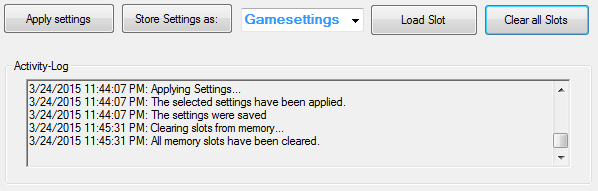 Apply settings Store Settings as: Gamesettings Load Slot Clear all Slots
Activity-Log
3/24/2015 11:44:07 PM: Applying Settings...
3/24/2015 11:44:07 PM: The selected settings have been applied.
3/24/2015 11:44:07 PM: The settings were saved
3/24/2015 11:45:31 PM: Clearing slots from memory...
3/24/2015 11:45:31 PM: All memory slots have been cleared.